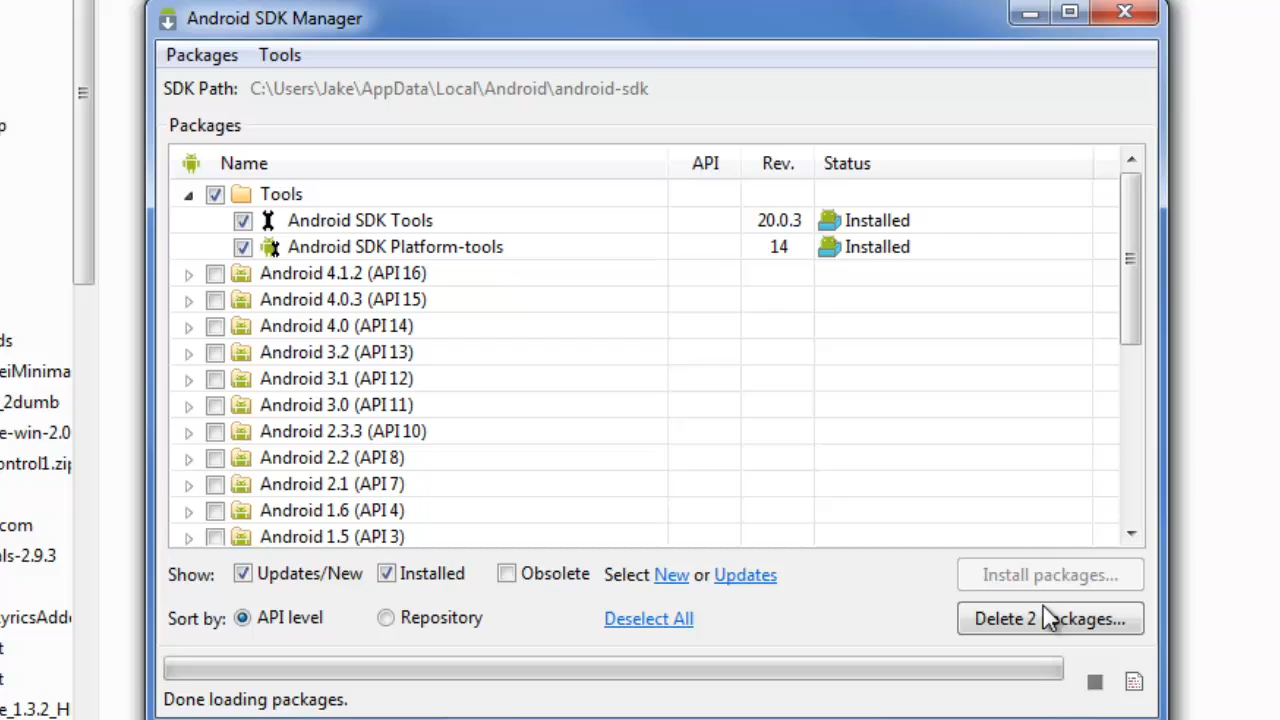 Android SDK Manager
Packages Tools
SDK Path: C:\Users\Jake\AppData\Local\Android\android-sdk
Packages
Name API Rev. Status
Tools
Android SDK Tools 20.0.3 Installed
Android SDK Platform-tools 14 Installed
Android 4.1.2 (API 16)
Android 4.0.3 (API 15)
Android 4.0 (API 14)
Android 3.2 (API 13)
Android 3.1 (API 12)
Android 3.0 (API 11)
Android 2.3.3 (API 10)
Android 2.2 (API 8)
Android 2.1 (API 7)
Android 1.6 (API 4)
Android 1.5 (API 3)
Show: Updates/New Installed Obsolete Select New or Updates Install packages...
Sort by: API level Repository Deselect All Delete 2 packages...
Done loading packages.
p
ds
eiMinima
_2dumb
e-win-2.0
ontrol1.zip
com
ls-2.9.3
yricsAdde
t
t
e_1.3.2_H